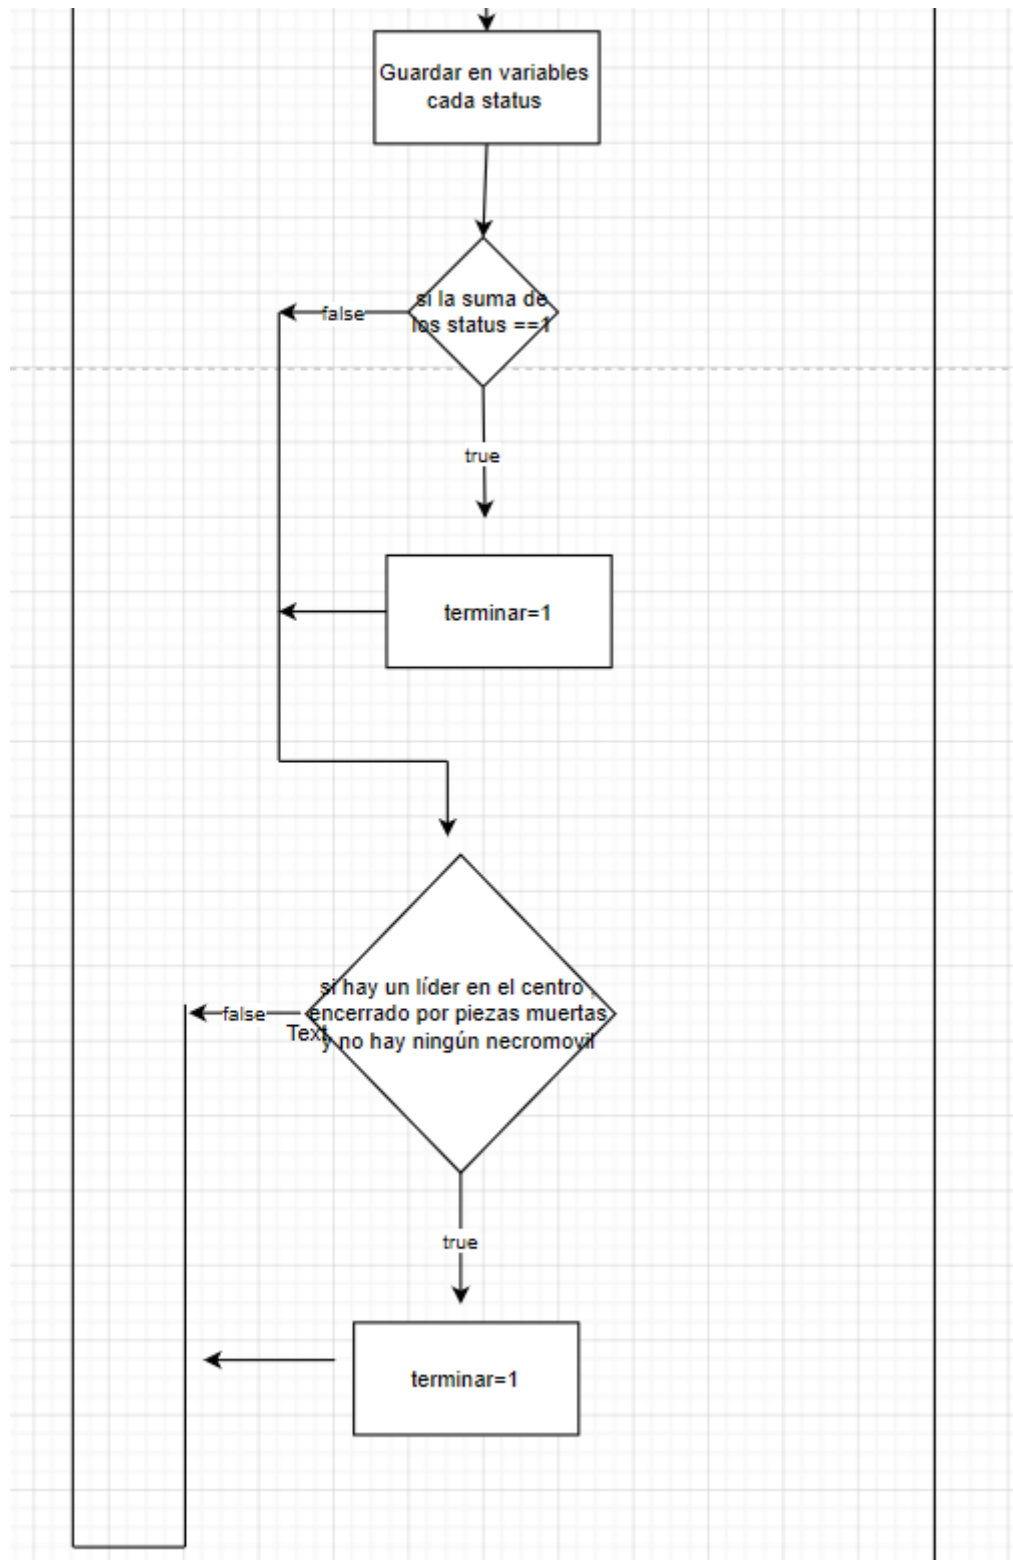 Guardar en variables
cada status
si la suma de
los status ==1
false
true
terminar=1
si hay un líder en el centro ,
encerrado por piezas muertas
y no hay ningún necromovil
false
Text
true
terminar=1